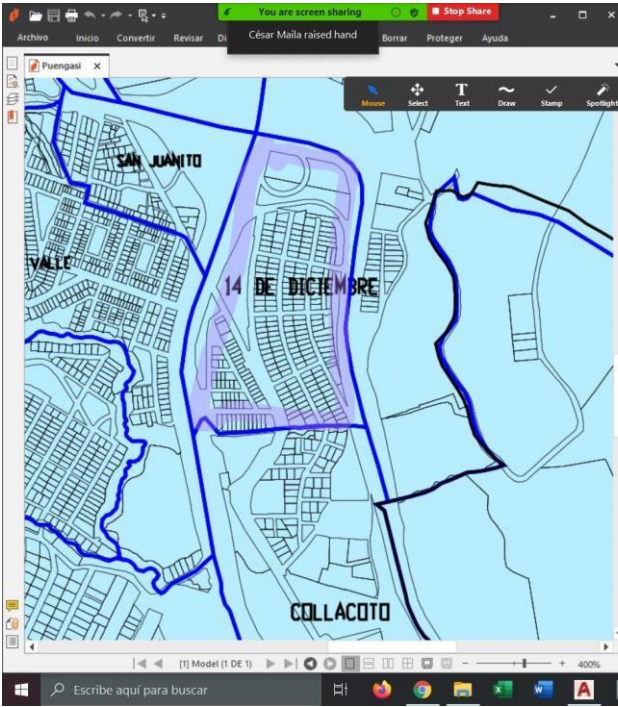 You are screen sharing
Stop Share
César Maila raised hand
Archivo Inicio Convertir Revisar Di Borrar Proteger Ayuda
Puengasi
Mouse Select Text Draw Stamp Spotlight
SAN JUANITO
VALLE
14 DE DICIEMBRE
COLLACOTO
[1] Model (1 DE 1)
400%
Escribe aquí para buscar